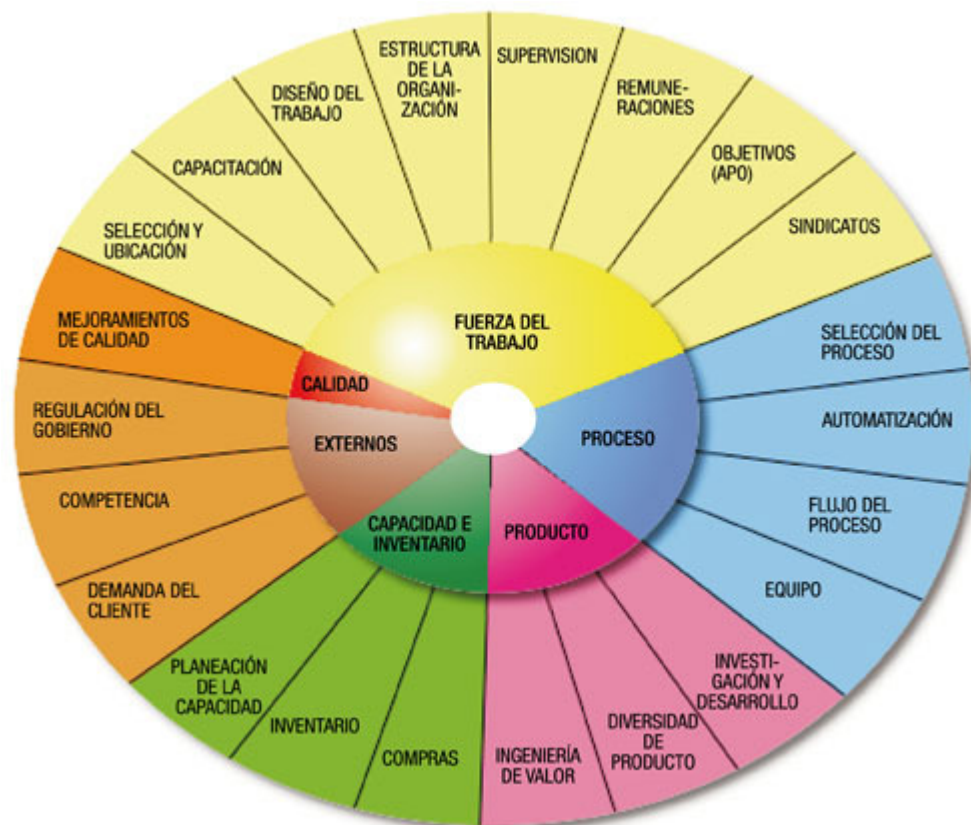 ESTRUCTURA
DE LA
ORGANI-
ZACIÓN
SUPERVISION
REMUNE-
RACIONES
OBJETIVOS
(APO)
SINDICATOS
DISEÑO DEL
TRABAJO
CAPACITACIÓN
SELECCIÓN Y
UBICACIÓN
FUERZA DEL
TRABAJO
MEJORAMIENTOS
DE CALIDAD
CALIDAD
REGULACIÓN DEL
GOBIERNO
COMPETENCIA
DEMANDA DEL
CLIENTE
EXTERNOS
PROCESO
SELECCIÓN DEL
PROCESO
AUTOMATIZACIÓN
FLUJO DEL
PROCESO
EQUIPO
CAPACIDAD E
INVENTARIO
PLANEACIÓN
DE LA
CAPACIDAD
INVENTARIO
COMPRAS
PRODUCTO
INGENIERÍA
DE VALOR
DIVERSIDAD
DE
PRODUCTO
INVESTI-
GACIÓN Y
DESARROLLO